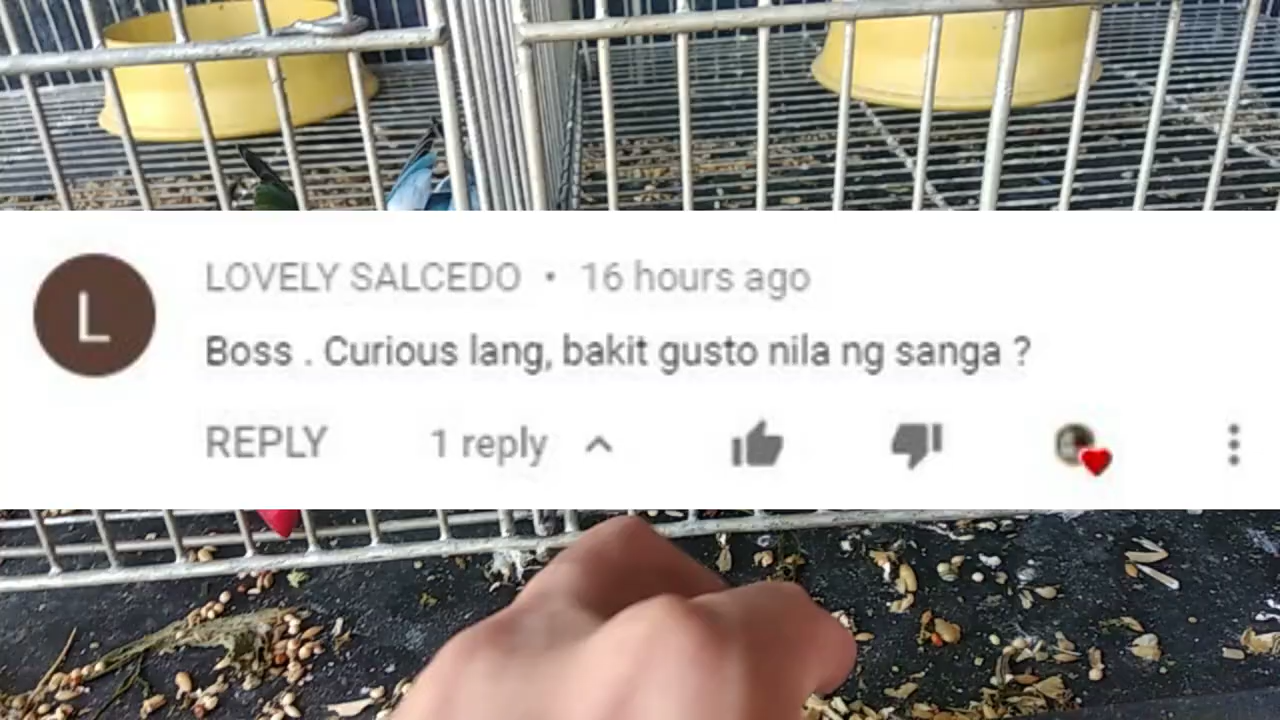 L
LOVELY SALCEDO • 16 hours ago
Boss . Curious lang, bakit gusto nila ng sanga ?
REPLY 1 reply